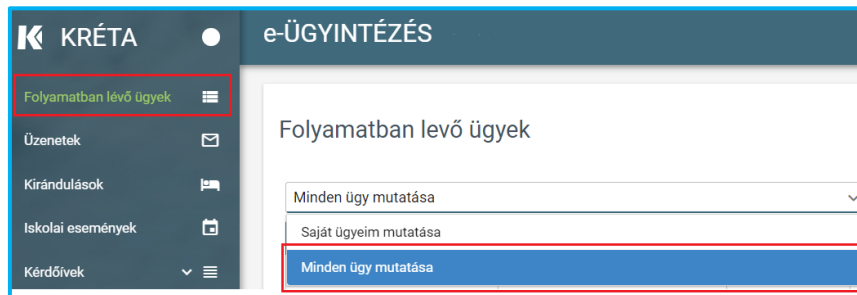 KRÉTA
Folyamatban lévő ügyek
Üzenetek
Kirándulások
Iskolai események
Kérdőívek
e-ÜGYINTÉZÉS
Folyamatban levő ügyek
Minden ügy mutatása
Saját ügyeim mutatása
Minden ügy mutatása